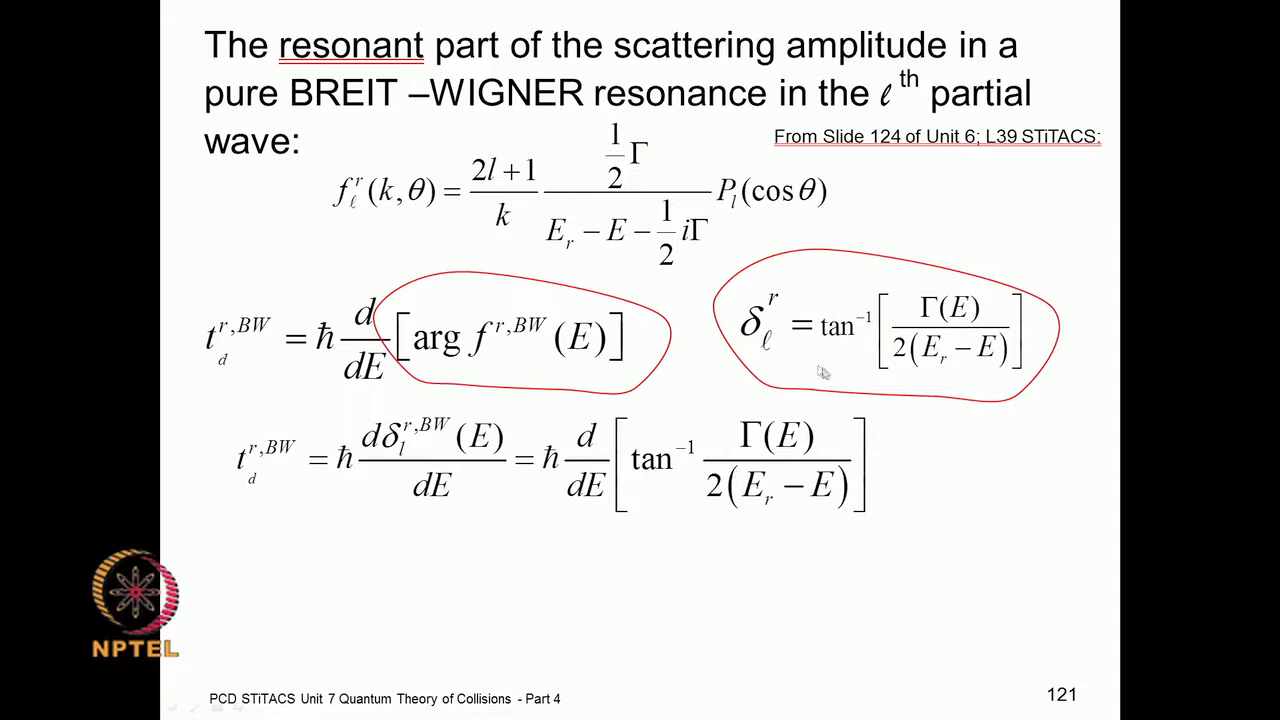 The resonant part of the scattering amplitude in a
pure BREIT –WIGNER resonance in the ℓ th partial
wave:
From Slide 124 of Unit 6; L39 STiTACS:
f_ℓ^r (k, θ) = (2l + 1)/k · (1/2 Γ)/(E_r − E − 1/2 iΓ) P_l (cos θ)
t_d^{r,BW} = ħ d/dE [arg f^{r,BW} (E)]
δ_ℓ^r = tan^{−1} [Γ(E) / 2(E_r − E)]
t_d^{r,BW} = ħ dδ_l^{r,BW} (E)/dE = ħ d/dE [tan^{−1} Γ(E) / 2(E_r − E)]
NPTEL
PCD STiTACS Unit 7 Quantum Theory of Collisions - Part 4
121